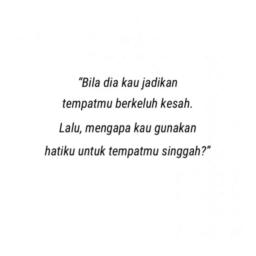 “Bila dia kau jadikan
tempatmu berkeluh kesah.
Lalu, mengapa kau gunakan
hatiku untuk tempatmu singgah?”